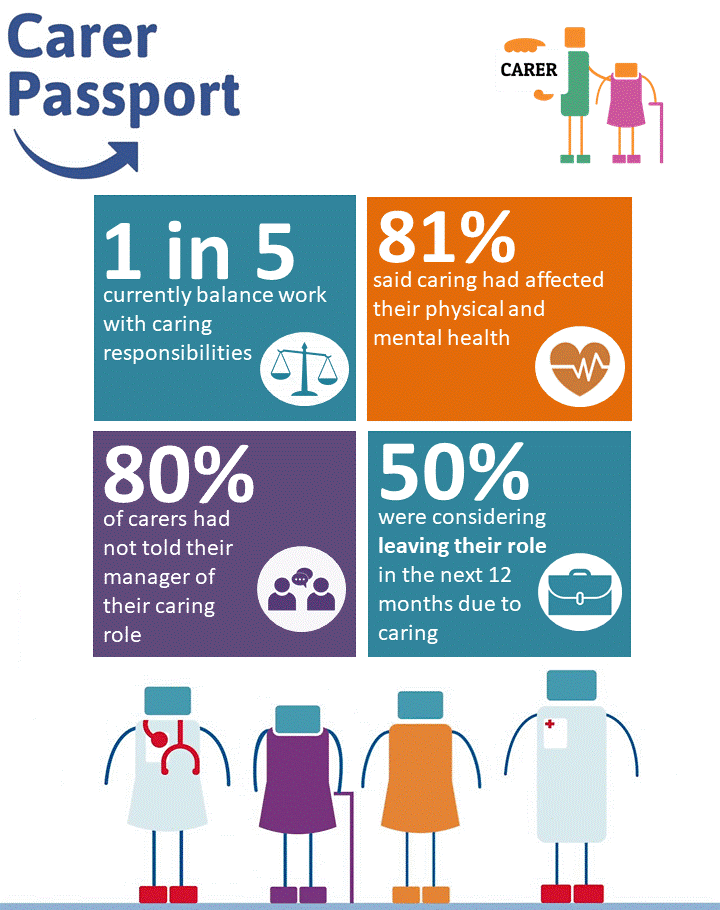 Carer
Passport
CARER
1 in 5
currently balance work
with caring
responsibilities
81%
said caring had affected
their physical and
mental health
80%
of carers had
not told their
manager of
their caring
role
50%
were considering
leaving their role
in the next 12
months due to
caring